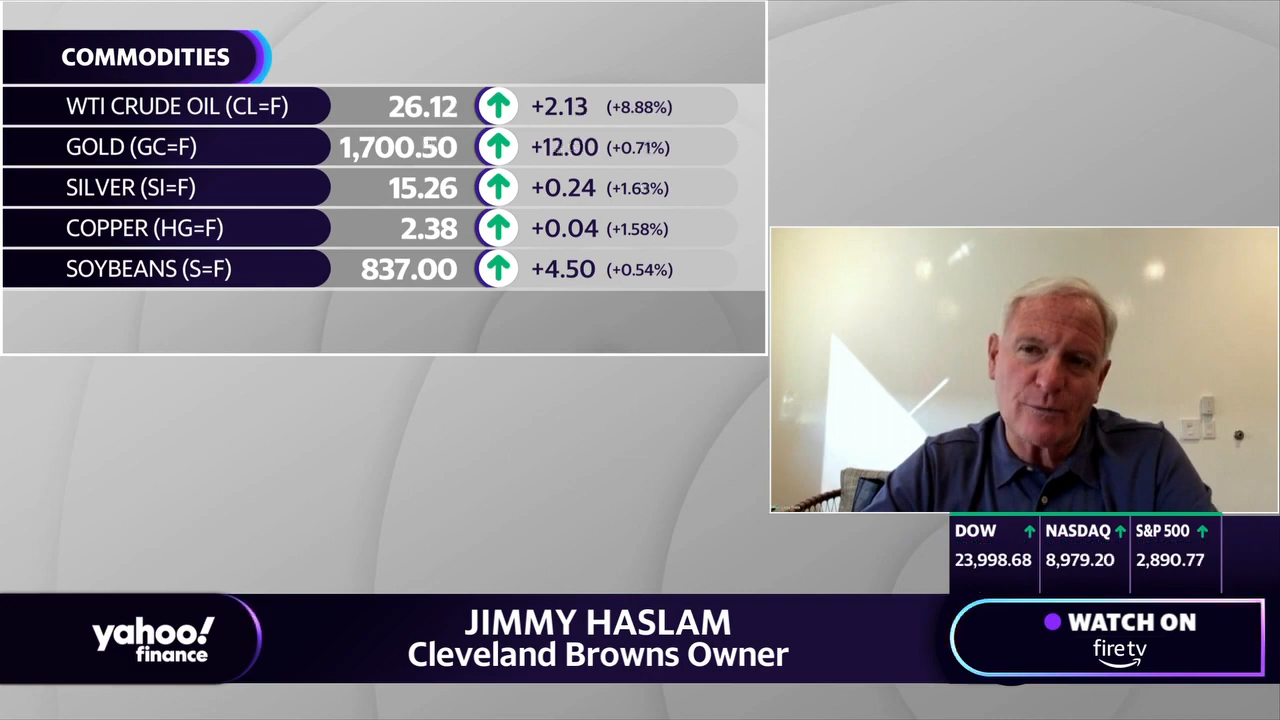 COMMODITIES
WTI CRUDE OIL (CL=F) 26.12 +2.13 (+8.88%)
GOLD (GC=F) 1,700.50 +12.00 (+0.71%)
SILVER (SI=F) 15.26 +0.24 (+1.63%)
COPPER (HG=F) 2.38 +0.04 (+1.58%)
SOYBEANS (S=F) 837.00 +4.50 (+0.54%)
DOW NASDAQ S&P 500
23,998.68 8,979.20 2,890.77
yahoo!
finance
JIMMY HASLAM
Cleveland Browns Owner
WATCH ON
firetv